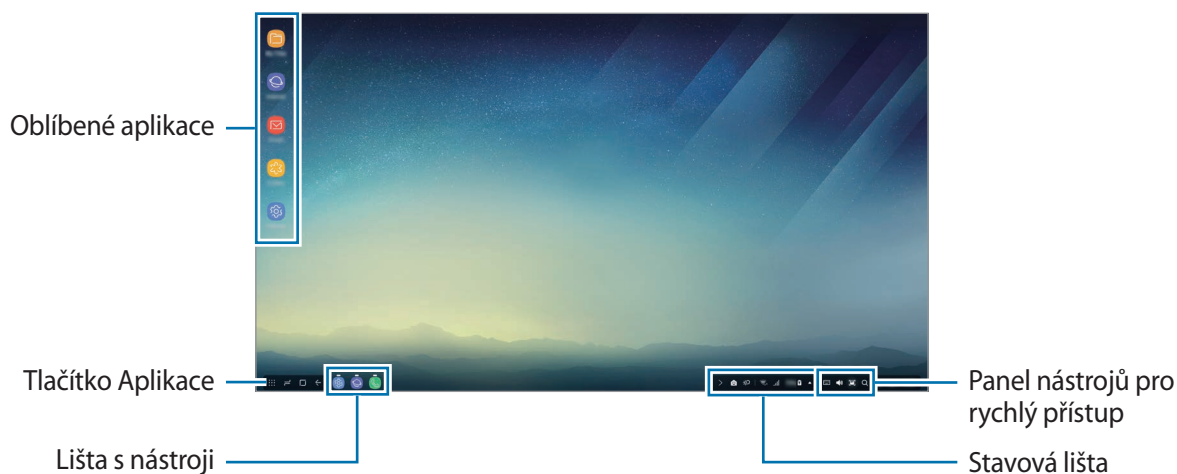 Oblíbené aplikace
Tlačítko Aplikace
Lišta s nástroji
Panel nástrojů pro
rychlý přístup
Stavová lišta